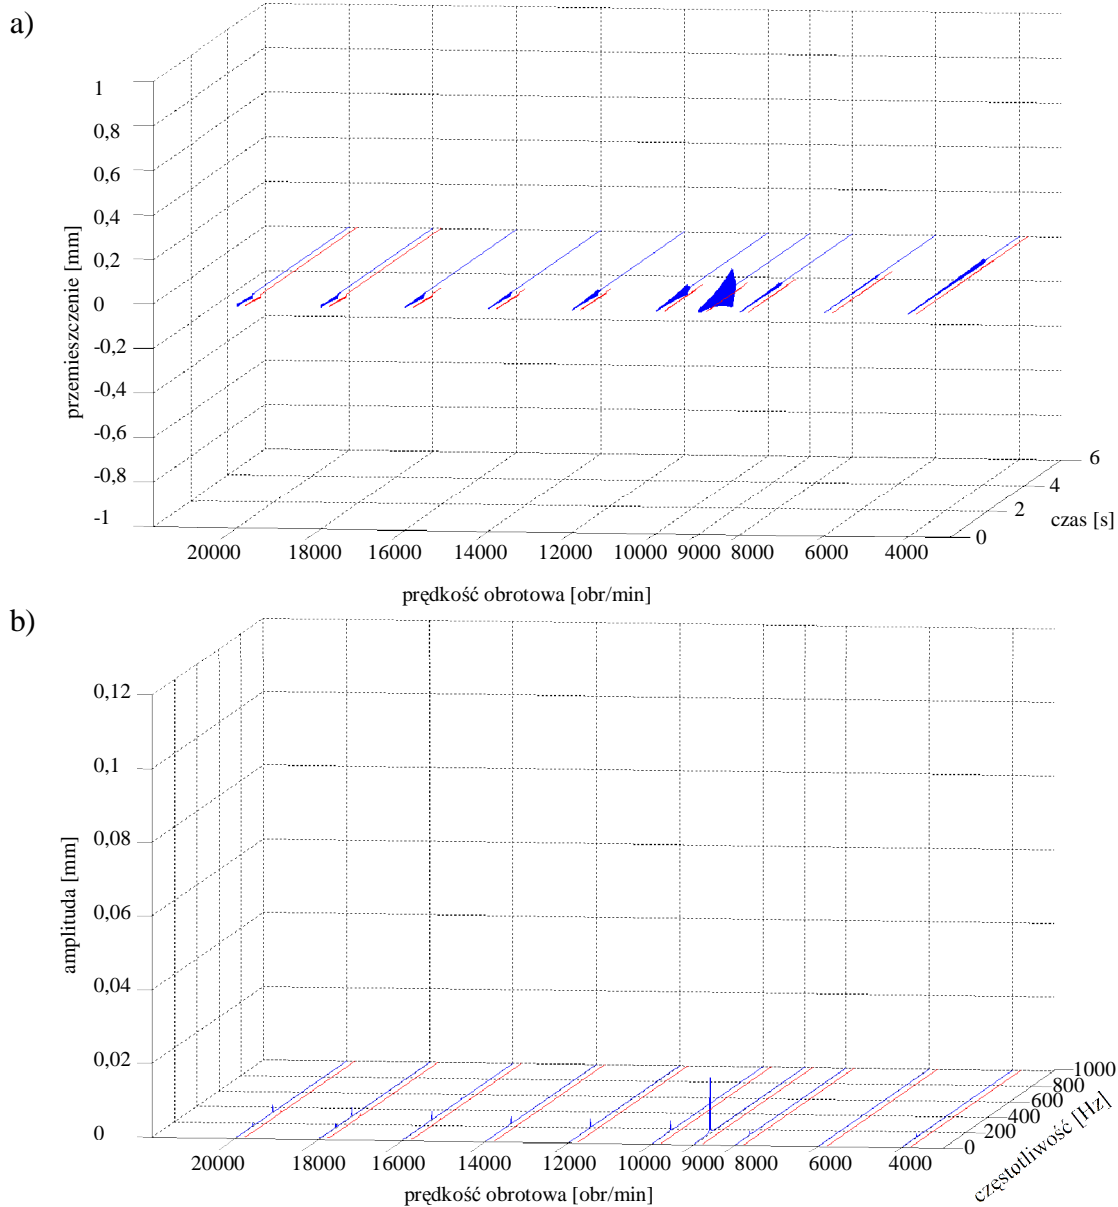 a)
1
0,8
0,6
0,4
0,2
0
-0,2
-0,4
-0,6
-0,8
-1
przemieszczenie [mm]
20000 18000 16000 14000 12000 10000 9000 8000 6000 4000
0 2 4 6
czas [s]
prędkość obrotowa [obr/min]
b)
0,12
0,1
0,08
0,06
0,04
0,02
0
amplituda [mm]
20000 18000 16000 14000 12000 10000 9000 8000 6000 4000
0 200 400 600 800 1000
częstotliwość [Hz]
prędkość obrotowa [obr/min]